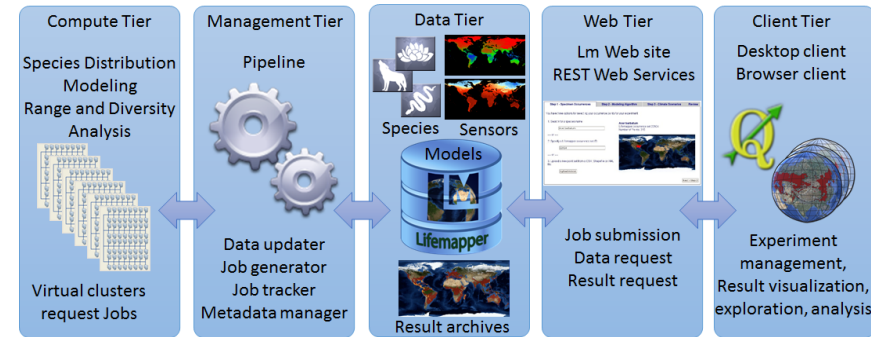 Compute Tier
Species Distribution
Modeling
Range and Diversity
Analysis
Virtual clusters
request Jobs
Management Tier
Pipeline
Data updater
Job generator
Job tracker
Metadata manager
Data Tier
Species
Sensors
Models
LM
Lifemapper
Result archives
Web Tier
Lm Web site
REST Web Services
Job submission
Data request
Result request
Client Tier
Desktop client
Browser client
Q
Experiment
management,
Result visualization,
exploration, analysis